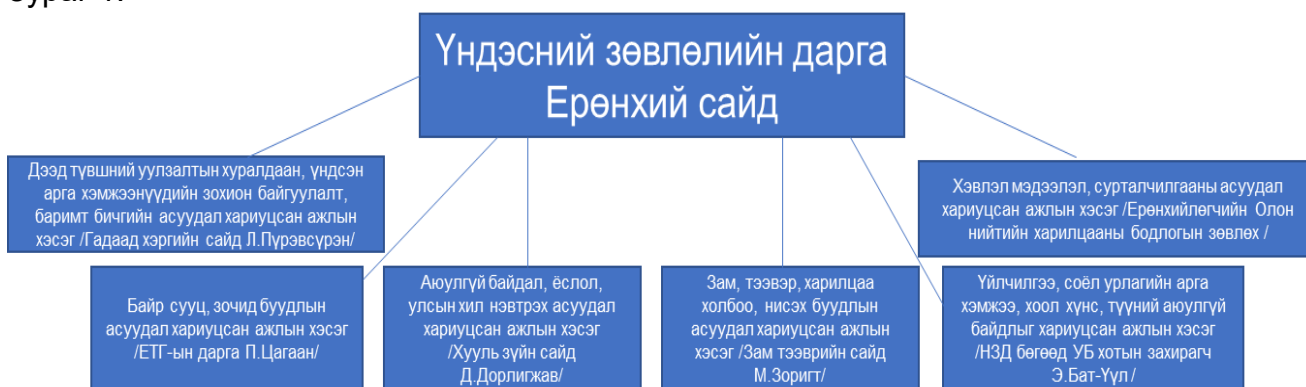 Үндэсний зөвлөлийн дарга
Ерөнхий сайд
Дээд түвшний уулзалтын хуралдаан, үндсэн
арга хэмжээнүүдийн зохион байгуулалт,
баримт бичгийн асуудал хариуцсан ажлын
хэсэг /Гадаад хэргийн сайд Л.Пүрэвсүрэн/
Хэвлэл мэдээлэл, сурталчилгааны асуудал
хариуцсан ажлын хэсэг /Ерөнхийлөгчийн Олон
нийтийн харилцааны бодлогын зөвлөх /
Байр сууц, зочид буудлын
асуудал хариуцсан ажлын хэсэг
/ЕТГ-ын дарга П.Цагаан/
Аюулгүй байдал, ёслол,
улсын хил нэвтрэх асуудал
хариуцсан ажлын хэсэг
/Хууль зүйн сайд
Д.Дорлигжав/
Зам, тээвэр, харилцаа
холбоо, нисэх буудлын
асуудал хариуцсан ажлын
хэсэг /Зам тээврийн сайд
М.Зоригт/
Үйлчилгээ, соёл урлагийн арга
хэмжээ, хоол хүнс, түүний аюулгүй
байдлыг хариуцсан ажлын хэсэг
/НЗД бөгөөд УБ хотын захирагч
Э.Бат-Үүл /